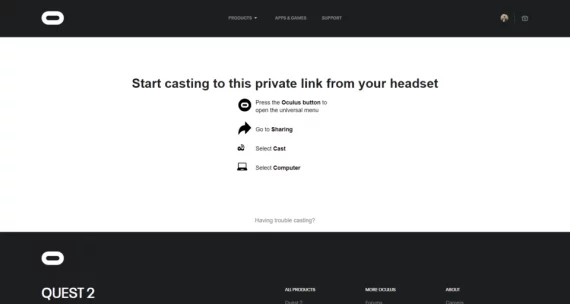 PRODUCTS APPS & GAMES SUPPORT
Start casting to this private link from your headset
Press the Oculus button to
open the universal menu
Go to Sharing
Select Cast
Select Computer
Having trouble casting?
QUEST 2 ALL PRODUCTS MORE OCULUS ABOUT
Quest 2 Forums Careers